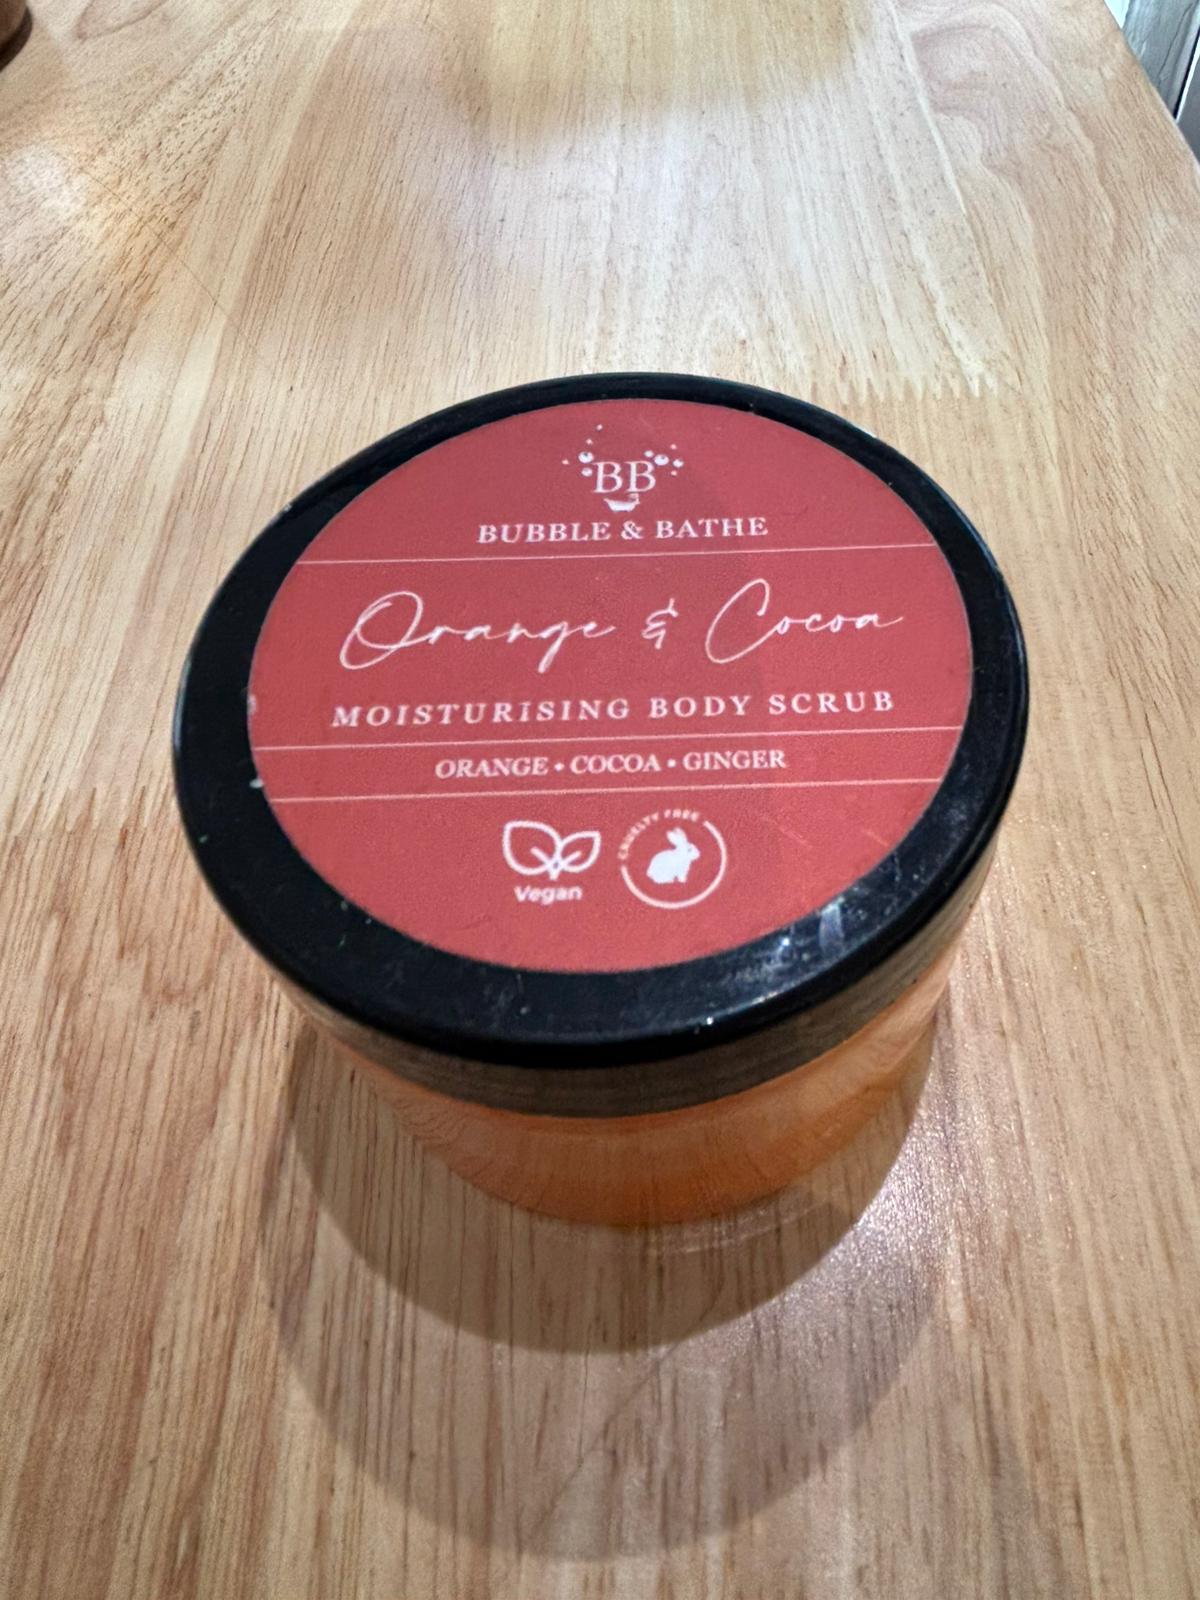 BB
BUBBLE & BATHE
Orange & Cocoa
MOISTURISING BODY SCRUB
ORANGE • COCOA • GINGER
CRUELTY FREE
Vegan